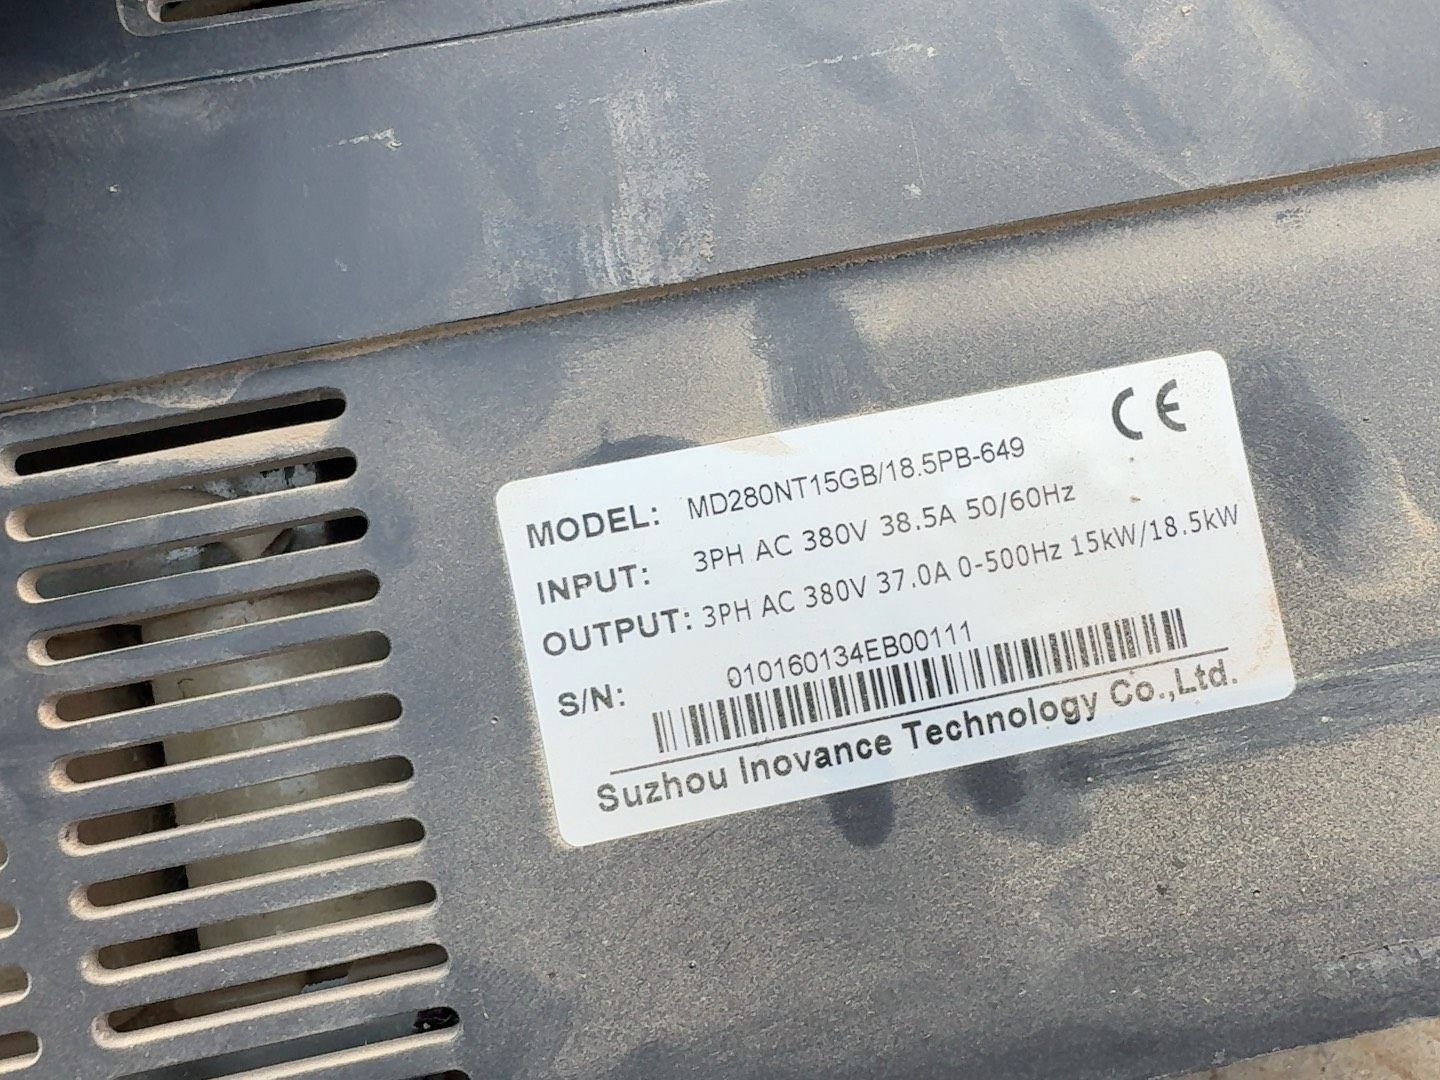 CE
MODEL: MD280NT15GB/18.5PB-649
INPUT: 3PH AC 380V 38.5A 50/60Hz
OUTPUT: 3PH AC 380V 37.0A 0-500Hz 15kW/18.5kW
S/N: 010160134EB00111
Suzhou Inovance Technology Co.,Ltd.